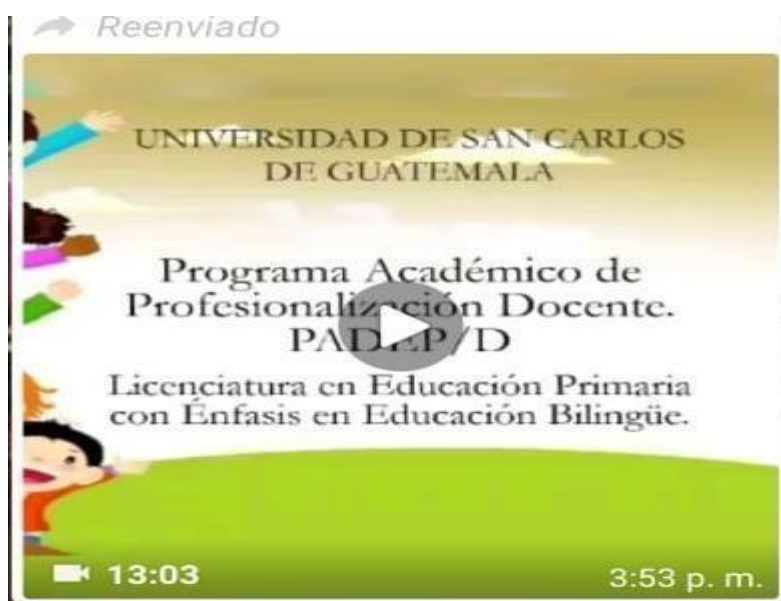 Reenviado
UNIVERSIDAD DE SAN CARLOS
DE GUATEMALA
Programa Académico de
Profesionalización Docente.
PADEP/D
Licenciatura en Educación Primaria
con Énfasis en Educación Bilingüe.
13:03
3:53 p. m.